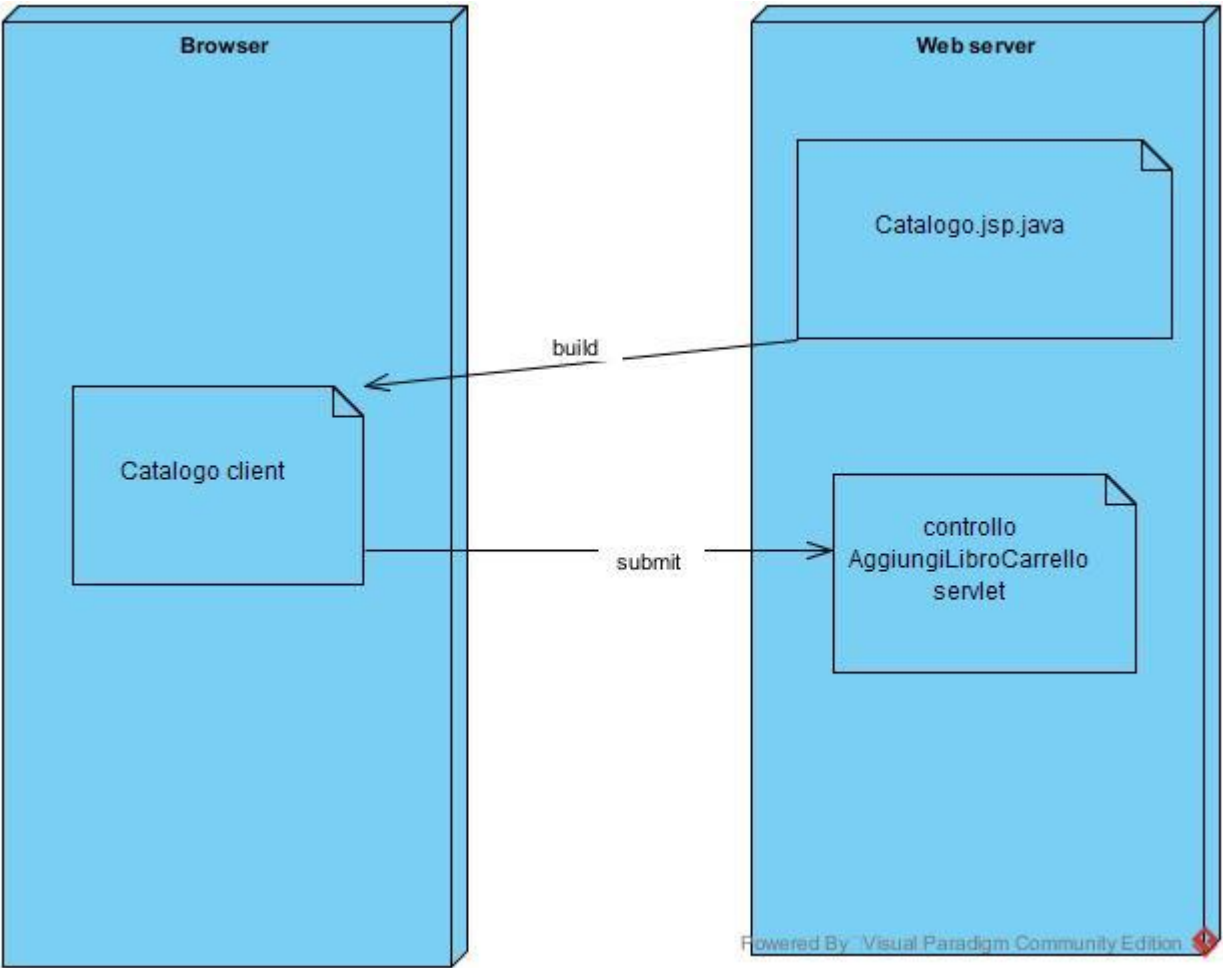 Browser
Web server
Catalogo.jsp.java
build
Catalogo client
controllo
AggiungiLibroCarrello
servlet
submit
Powered By Visual Paradigm Community Edition